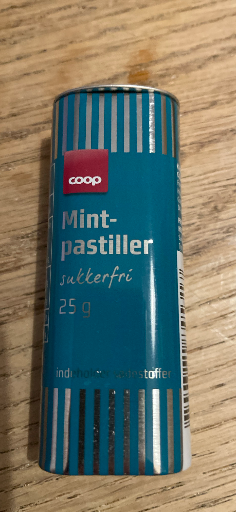 coop
Mint-
pastiller
sukkerfri
25 g